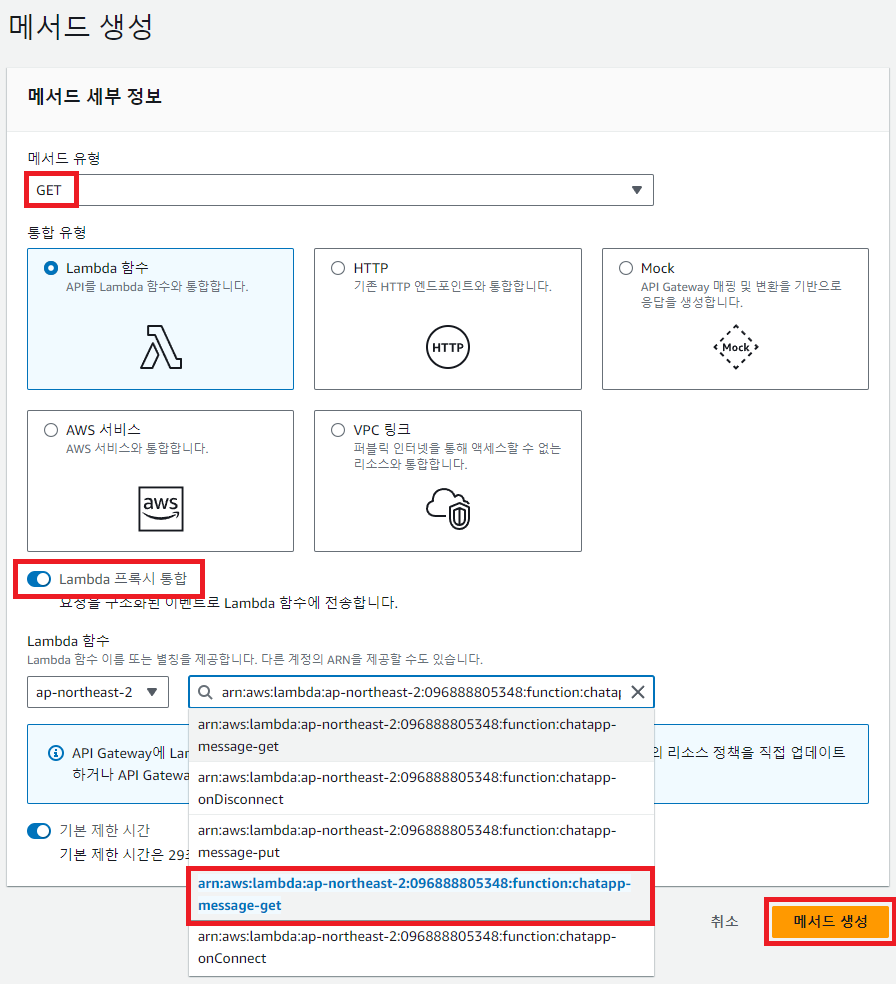 메서드 생성
메서드 세부 정보
메서드 유형
GET
통합 유형
Lambda 함수
API를 Lambda 함수와 통합합니다.
HTTP
기존 HTTP 엔드포인트와 통합합니다.
HTTP
Mock
API Gateway 매핑 및 변환을 기반으로
응답을 생성합니다.
Mock
AWS 서비스
AWS 서비스와 통합합니다.
aws
VPC 링크
퍼블릭 인터넷을 통해 액세스할 수 없는
리소스와 통합합니다.
Lambda 프록시 통합
요청을 구조화된 이벤트로 Lambda 함수에 전송합니다.
Lambda 함수
Lambda 함수 이름 또는 별칭을 제공합니다. 다른 계정의 ARN을 제공할 수도 있습니다.
ap-northeast-2
arn:aws:lambda:ap-northeast-2:096888805348:function:chatap
arn:aws:lambda:ap-northeast-2:096888805348:function:chatapp-
message-get
API Gateway에 Lar
의 리소스 정책을 직접 업데이트
하거나 API Gatewa
arn:aws:lambda:ap-northeast-2:096888805348:function:chatapp-
onDisconnect
arn:aws:lambda:ap-northeast-2:096888805348:function:chatapp-
message-put
기본 제한 시간
기본 제한 시간은 29초
arn:aws:lambda:ap-northeast-2:096888805348:function:chatapp-
message-get
arn:aws:lambda:ap-northeast-2:096888805348:function:chatapp-
onConnect
취소
메서드 생성